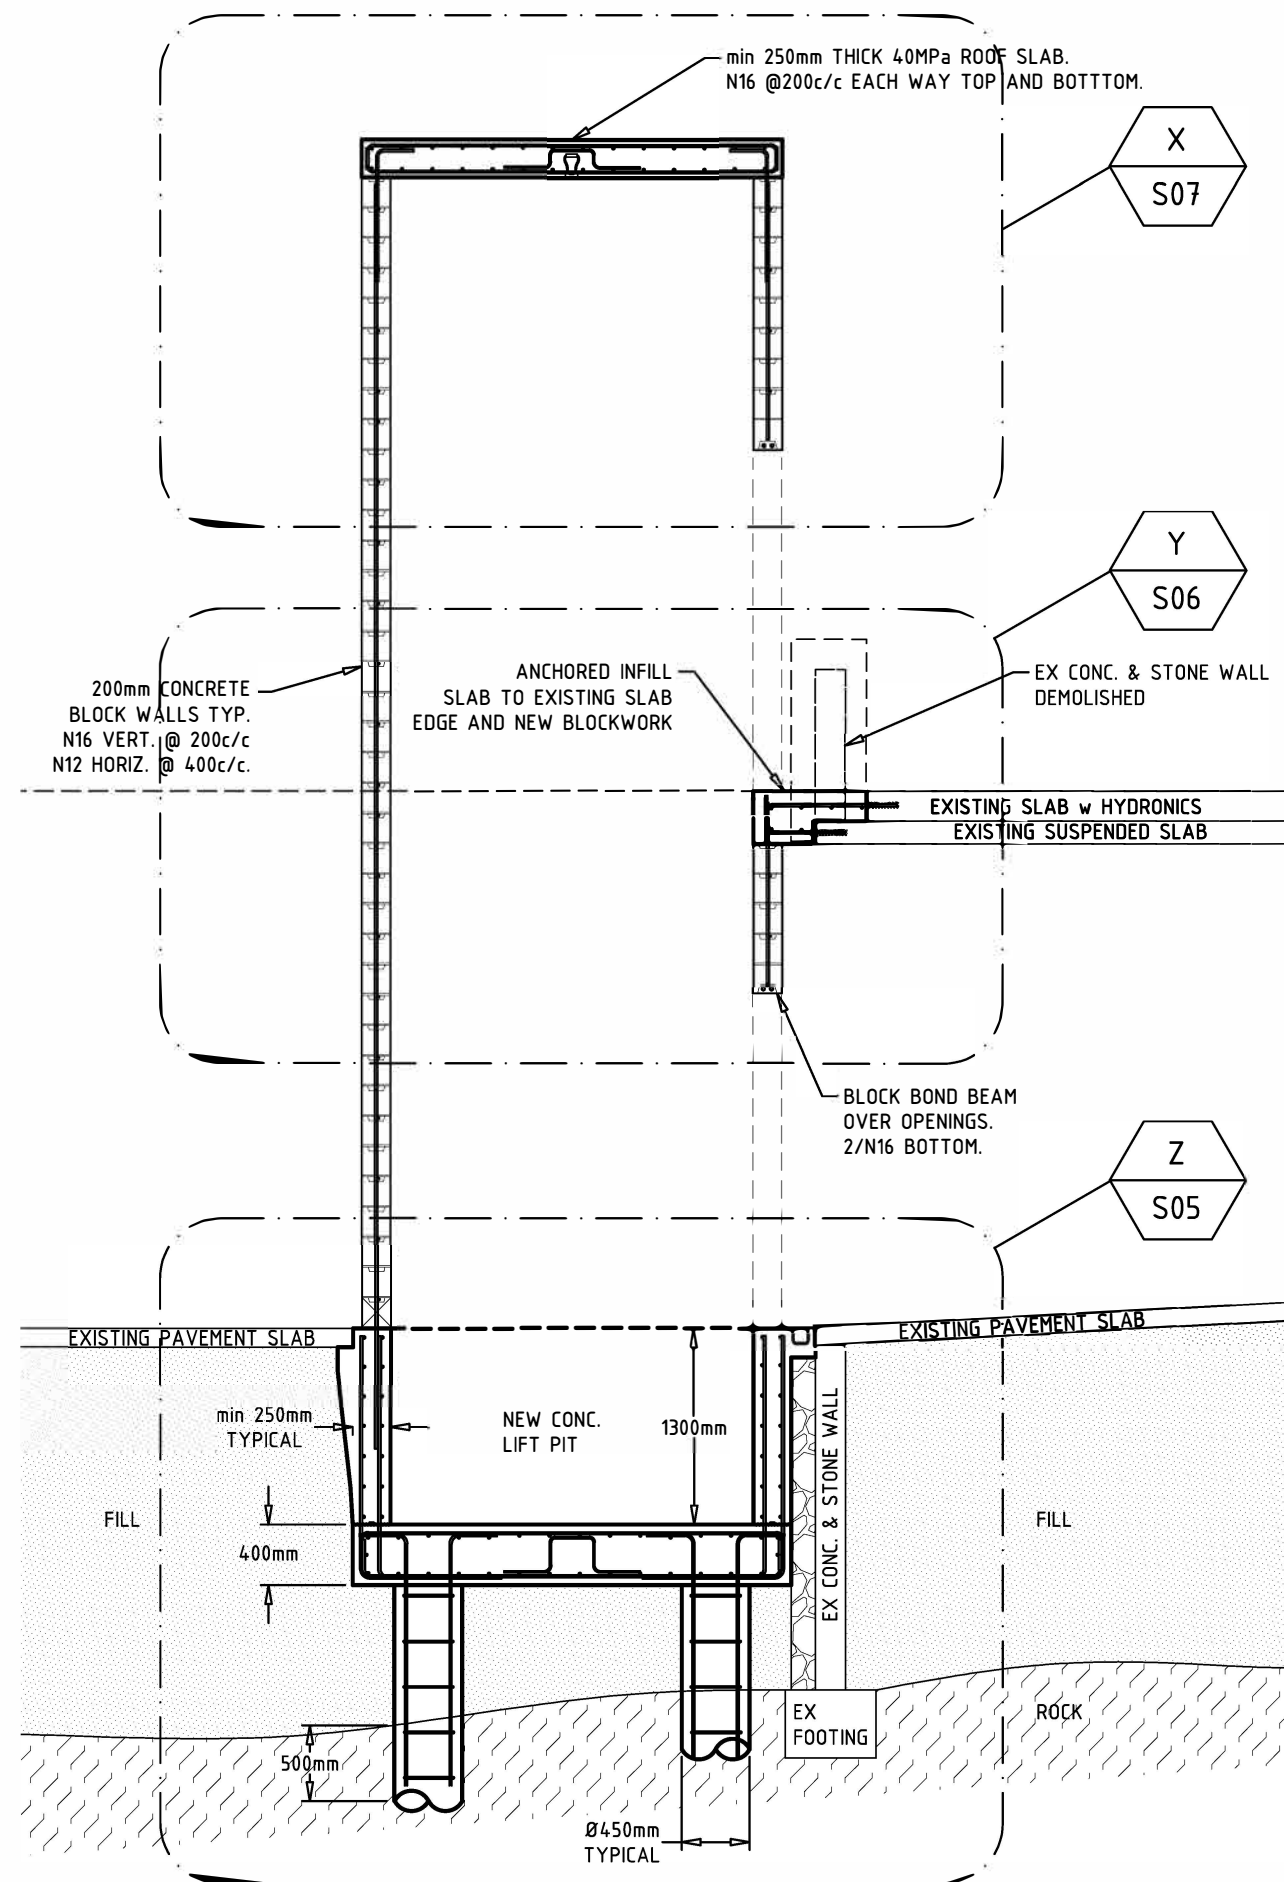 min 250mm THICK 40MPa ROOF SLAB.
N16 @200c/c EACH WAY TOP AND BOTTTOM.
X
S07
Y
S06
200mm CONCRETE
BLOCK WALLS TYP.
N16 VERT. @ 200c/c
N12 HORIZ. @ 400c/c.
ANCHORED INFILL
SLAB TO EXISTING SLAB
EDGE AND NEW BLOCKWORK
EX CONC. & STONE WALL
DEMOLISHED
EXISTING SLAB w HYDRONICS
EXISTING SUSPENDED SLAB
BLOCK BOND BEAM
OVER OPENINGS.
2/N16 BOTTOM.
Z
S05
EXISTING PAVEMENT SLAB
EXISTING PAVEMENT SLAB
min 250mm
TYPICAL
NEW CONC.
LIFT PIT
1300mm
EX CONC. & STONE WALL
FILL
FILL
400mm
EX
FOOTING
ROCK
500mm
Ø450mm
TYPICAL